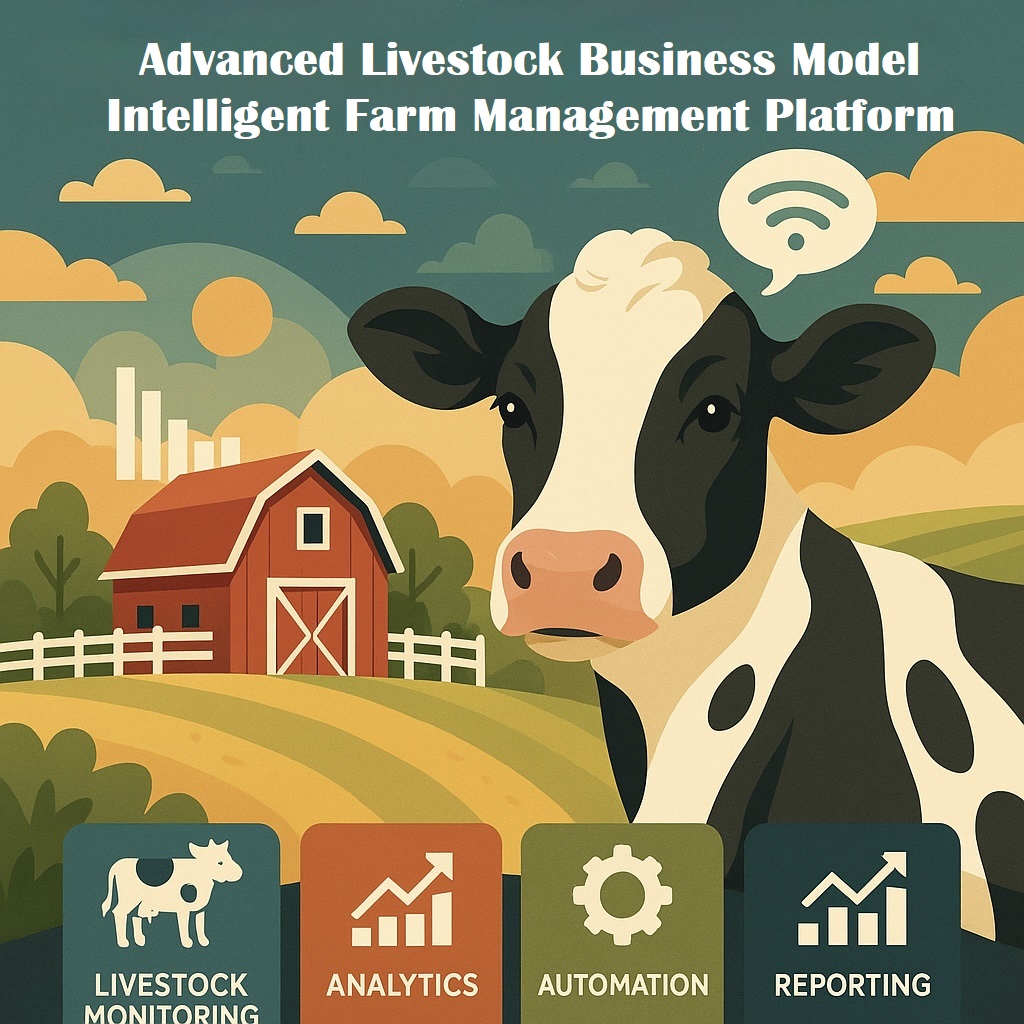 Advanced Livestock Business Model
Intelligent Farm Management Platform
LIVESTOCK
MONITORING
ANALYTICS
AUTOMATION
REPORTING